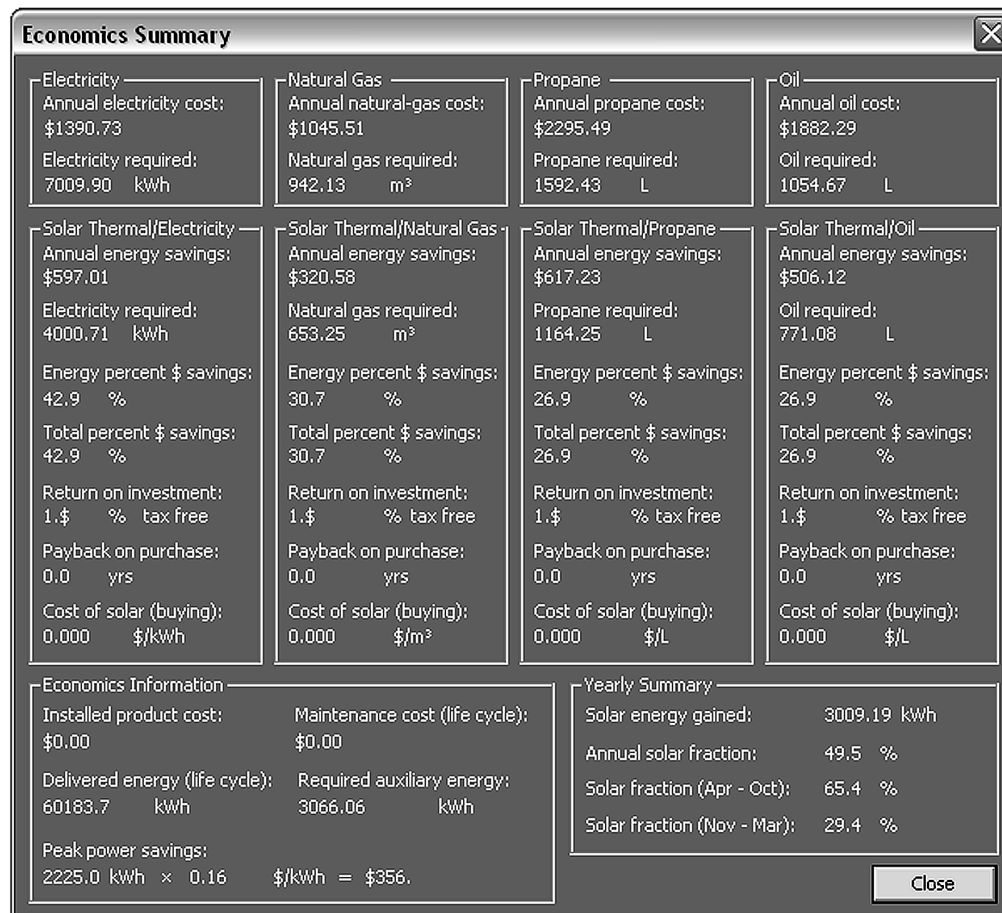 Economics Summary
Electricity
Annual electricity cost:
$1390.73
Electricity required:
7009.90 kWh
Natural Gas
Annual natural-gas cost:
$1045.51
Natural gas required:
942.13 m³
Propane
Annual propane cost:
$2295.49
Propane required:
1592.43 L
Oil
Annual oil cost:
$1882.29
Oil required:
1054.67 L
Solar Thermal/Electricity
Annual energy savings:
$597.01
Electricity required:
4000.71 kWh
Energy percent $ savings:
42.9 %
Total percent $ savings:
42.9 %
Return on investment:
1.$ % tax free
Payback on purchase:
0.0 yrs
Cost of solar (buying):
0.000 $/kWh
Solar Thermal/Natural Gas
Annual energy savings:
$320.58
Natural gas required:
653.25 m³
Energy percent $ savings:
30.7 %
Total percent $ savings:
30.7 %
Return on investment:
1.$ % tax free
Payback on purchase:
0.0 yrs
Cost of solar (buying):
0.000 $/m³
Solar Thermal/Propane
Annual energy savings:
$617.23
Propane required:
1164.25 L
Energy percent $ savings:
26.9 %
Total percent $ savings:
26.9 %
Return on investment:
1.$ % tax free
Payback on purchase:
0.0 yrs
Cost of solar (buying):
0.000 $/L
Solar Thermal/Oil
Annual energy savings:
$506.12
Oil required:
771.08 L
Energy percent $ savings:
26.9 %
Total percent $ savings:
26.9 %
Return on investment:
1.$ % tax free
Payback on purchase:
0.0 yrs
Cost of solar (buying):
0.000 $/L
Economics Information
Installed product cost:
$0.00
Maintenance cost (life cycle):
$0.00
Delivered energy (life cycle):
60183.7 kWh
Required auxiliary energy:
3066.06 kWh
Peak power savings:
2225.0 kWh × 0.16 $/kWh = $356.
Yearly Summary
Solar energy gained: 3009.19 kWh
Annual solar fraction: 49.5 %
Solar fraction (Apr - Oct): 65.4 %
Solar fraction (Nov - Mar): 29.4 %
Close